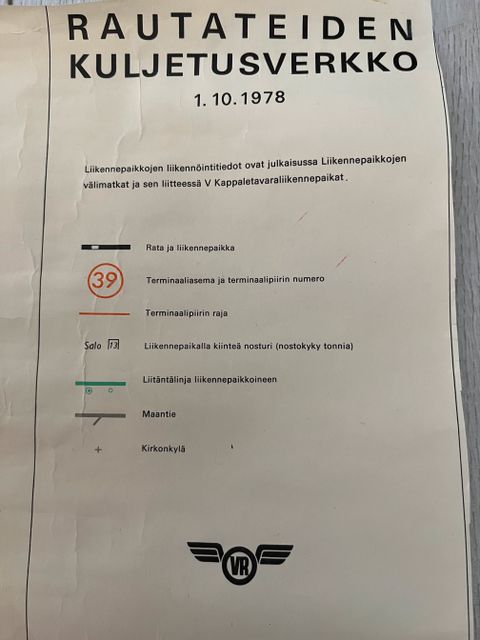 RAUTATEIDEN
KULJETUSVERKKO
1.10.1978
Liikennepaikkojen liikennöintitiedot ovat julkaisussa Liikennepaikkojen
välimatkat ja sen liitteessä V Kappaletavaraliikennepaikat.
Rata ja liikennepaikka
39 Terminaaliasema ja terminaalipiirin numero
Terminaalipiirin raja
Salo 13 Liikennepaikalla kiinteä nosturi (nostokyky tonnia)
Liitäntälinja liikennepaikkoineen
Maantie
Kirkonkylä
VR